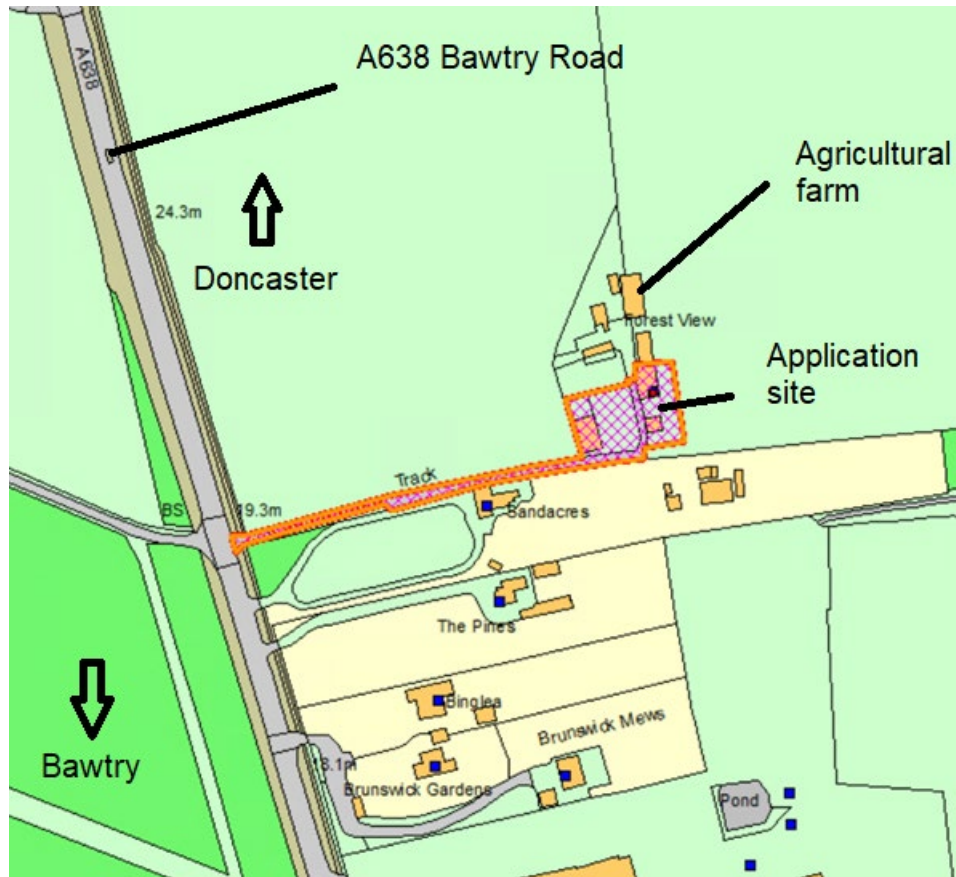 A638
A638 Bawtry Road
Agricultural
farm
24.3m
Doncaster
Forest View
Application
site
Track
BS
19.3m
Sandacres
The Pines
Binglea
Bawtry
Brunswick Mews
18.1m
Brunswick Gardens
Pond